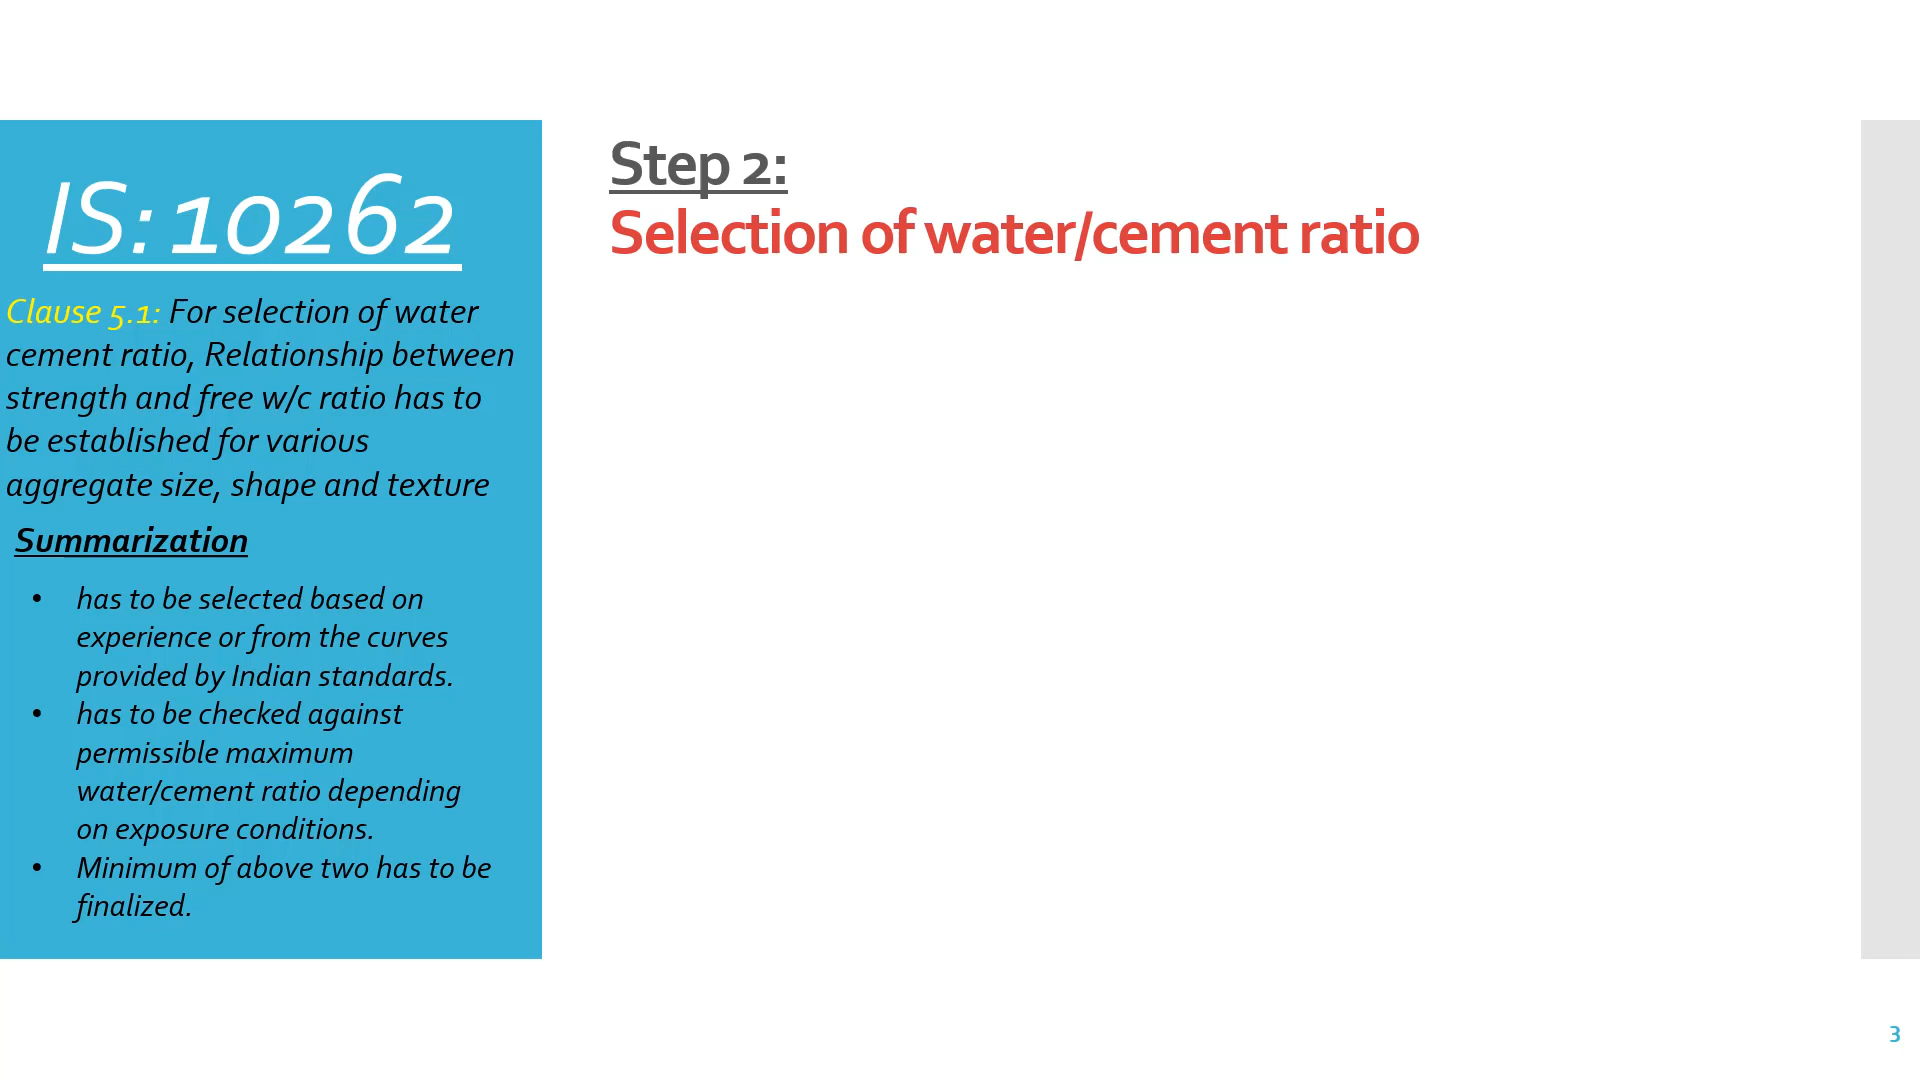 IS:10262
Clause 5.1: For selection of water
cement ratio, Relationship between
strength and free w/c ratio has to
be established for various
aggregate size, shape and texture
Summarization
• has to be selected based on
experience or from the curves
provided by Indian standards.
• has to be checked against
permissible maximum
water/cement ratio depending
on exposure conditions.
• Minimum of above two has to be
finalized.
Step 2:
Selection of water/cement ratio
3